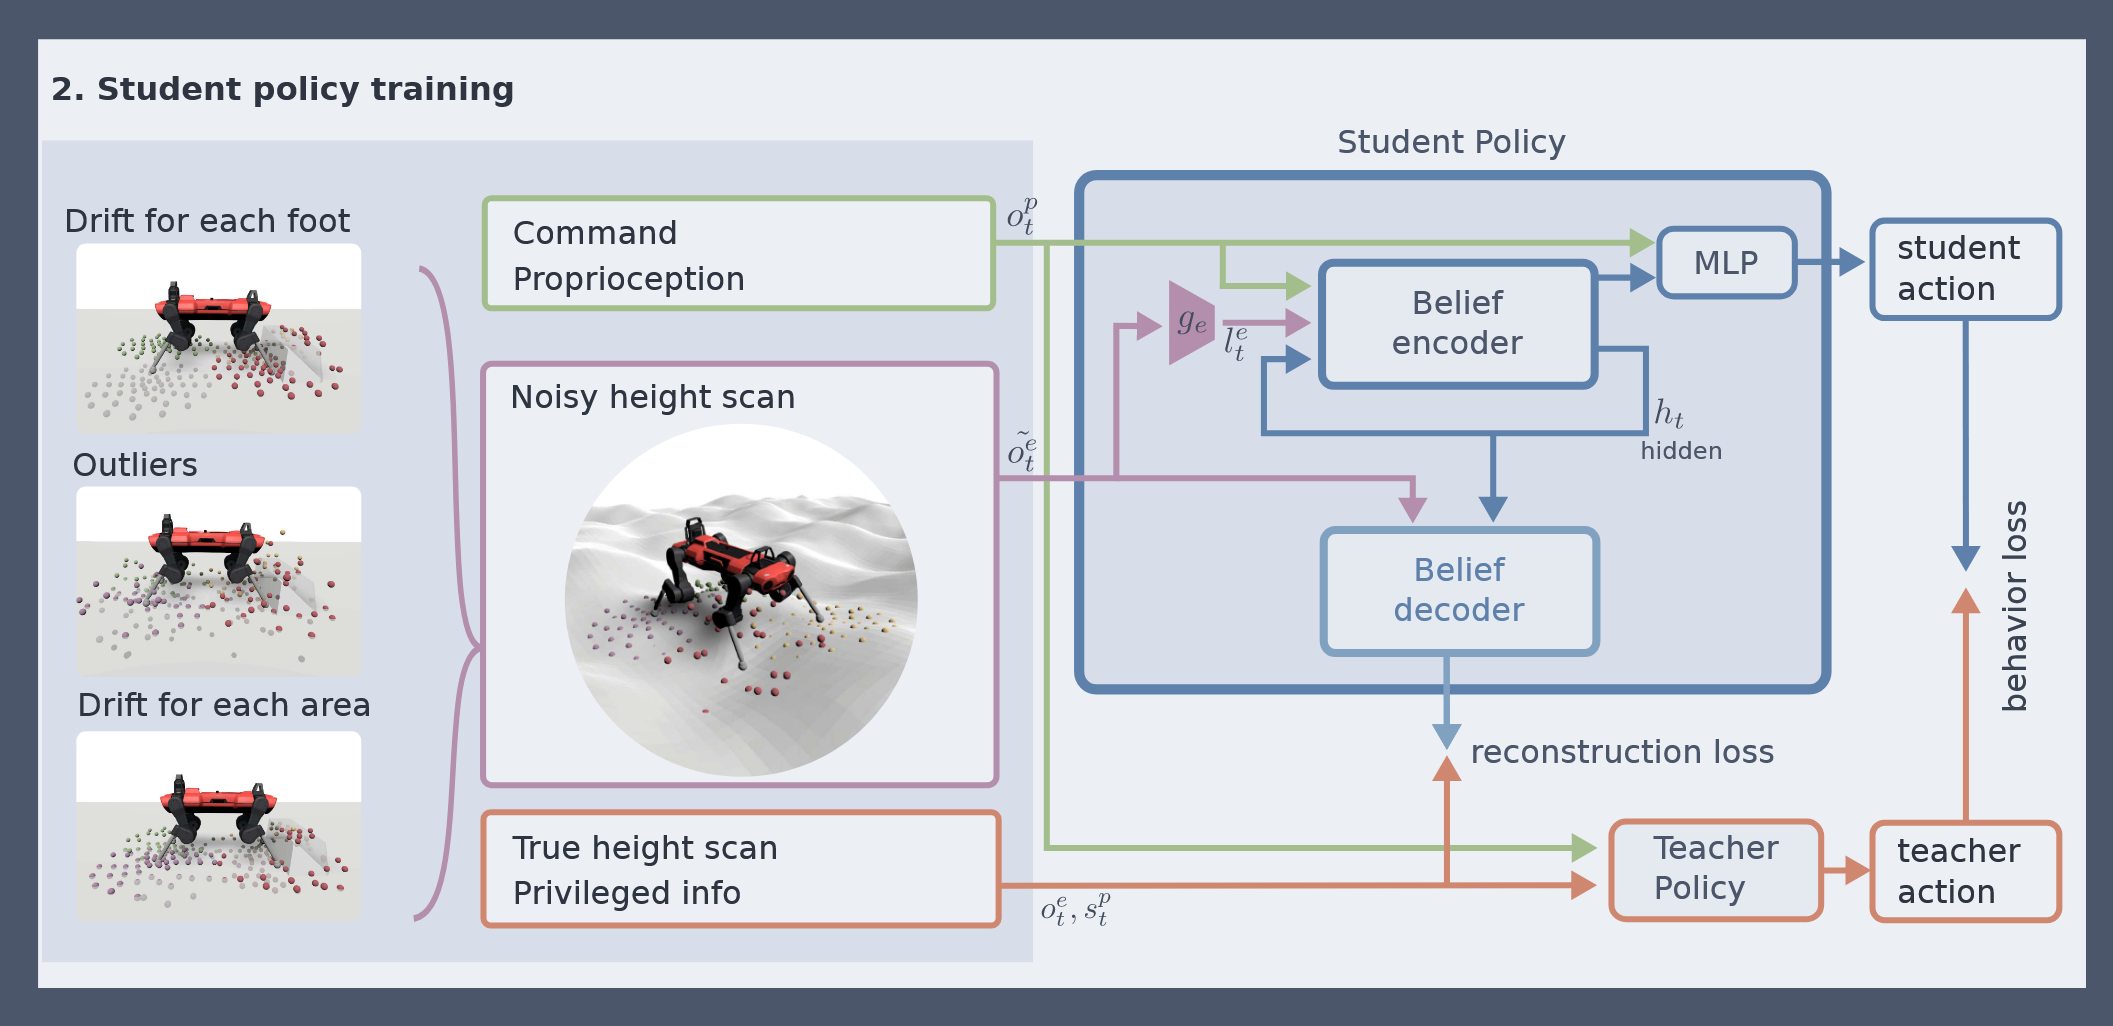 2. Student policy training
Drift for each foot
Outliers
Drift for each area
Command
Proprioception
Noisy height scan
True height scan
Privileged info
$o_t^p$
$\tilde{o_t^e}$
$o_t^e, s_t^p$
Student Policy
$g_e$
$l_t^e$
Belief
encoder
MLP
$h_t$
hidden
Belief
decoder
reconstruction loss
student
action
behavior loss
Teacher
Policy
teacher
action